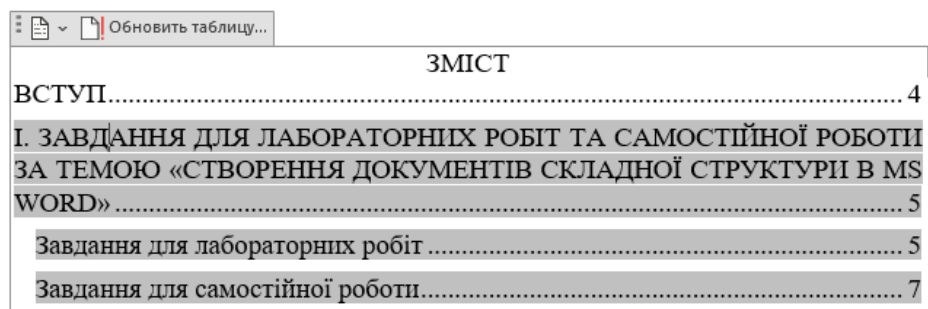 Обновить таблицу...
ЗМІСТ
ВСТУП........................................................................................................................ 4
І. ЗАВДАННЯ ДЛЯ ЛАБОРАТОРНИХ РОБІТ ТА САМОСТІЙНОЇ РОБОТИ
ЗА ТЕМОЮ «СТВОРЕННЯ ДОКУМЕНТІВ СКЛАДНОЇ СТРУКТУРИ В MS
WORD» ....................................................................................................................... 5
Завдання для лабораторних робіт ....................................................................... 5
Завдання для самостійної роботи........................................................................ 7